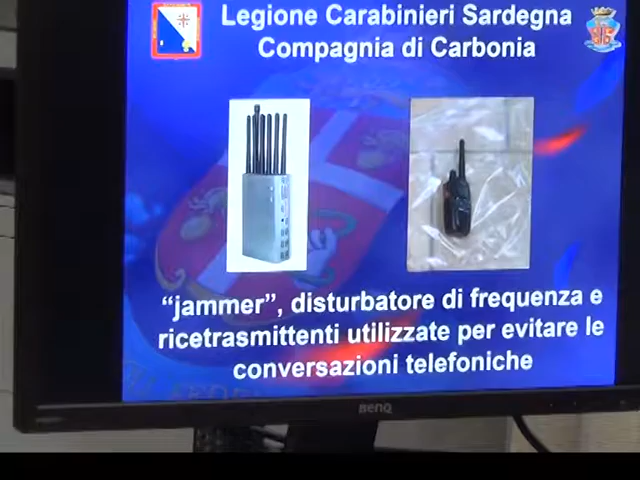 Legione Carabinieri Sardegna
Compagnia di Carbonia
“jammer”, disturbatore di frequenza e
ricetrasmittenti utilizzate per evitare le
conversazioni telefoniche
BENQ